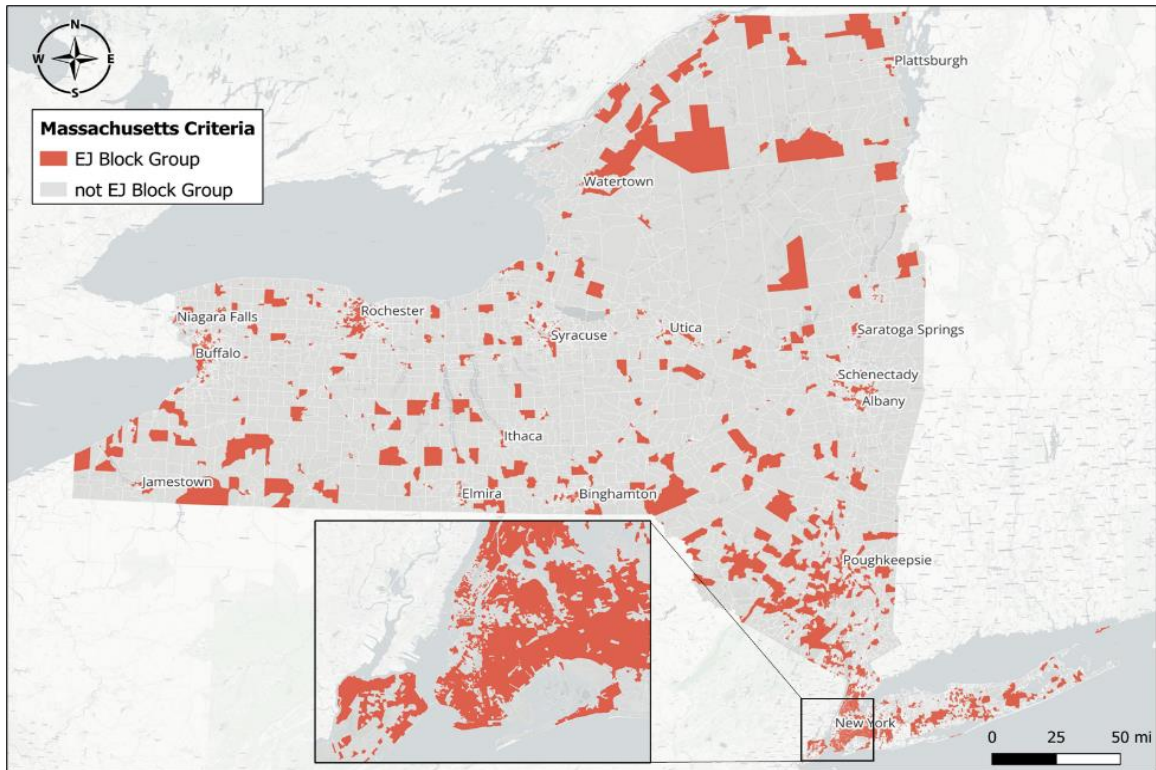 N
W E
S
Massachusetts Criteria
EJ Block Group
not EJ Block Group
Plattsburgh
Watertown
Niagara Falls
Rochester
Syracuse
Utica
Saratoga Springs
Buffalo
Schenectady
Albany
Ithaca
Jamestown
Elmira
Binghamton
Poughkeepsie
New York
0 25 50 mi